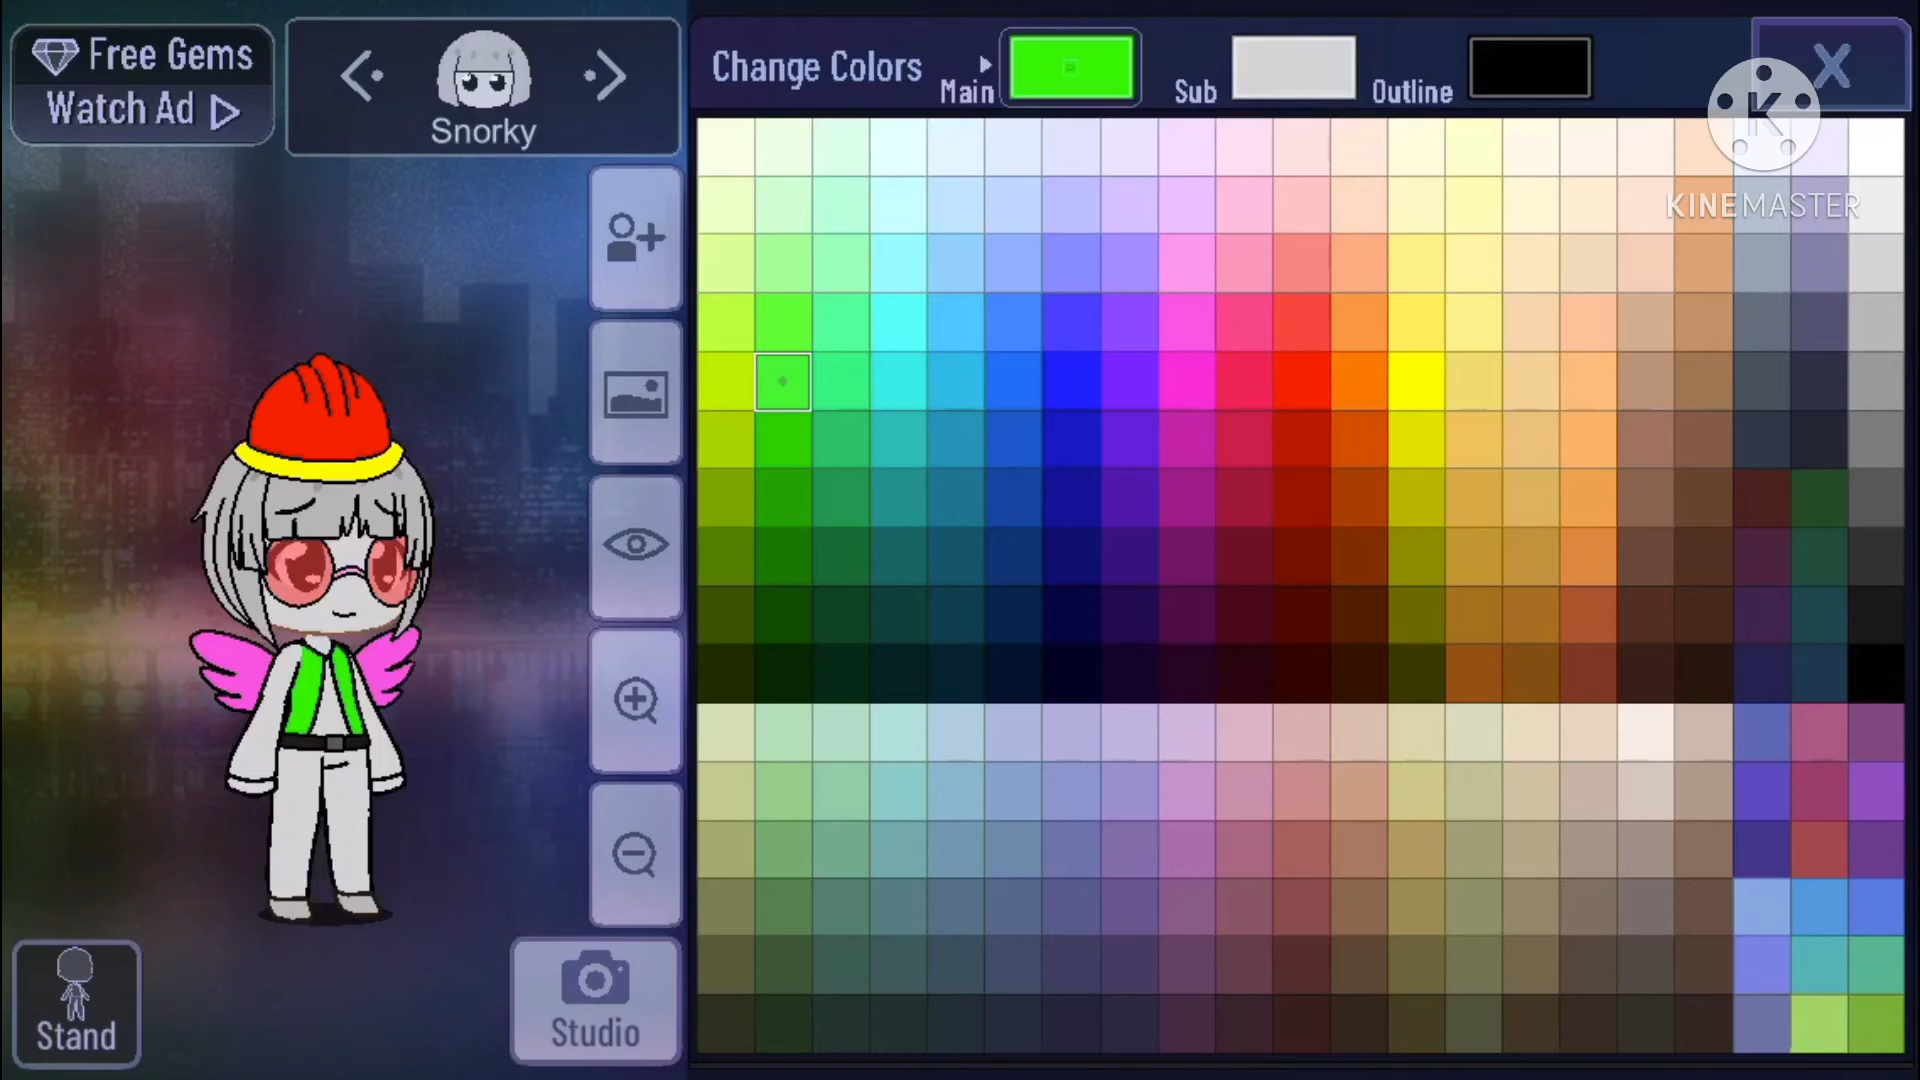 Free Gems
Watch Ad
Snorky
Change Colors
Main
Sub
Outline
X
K
KINEMASTER
Stand
Studio